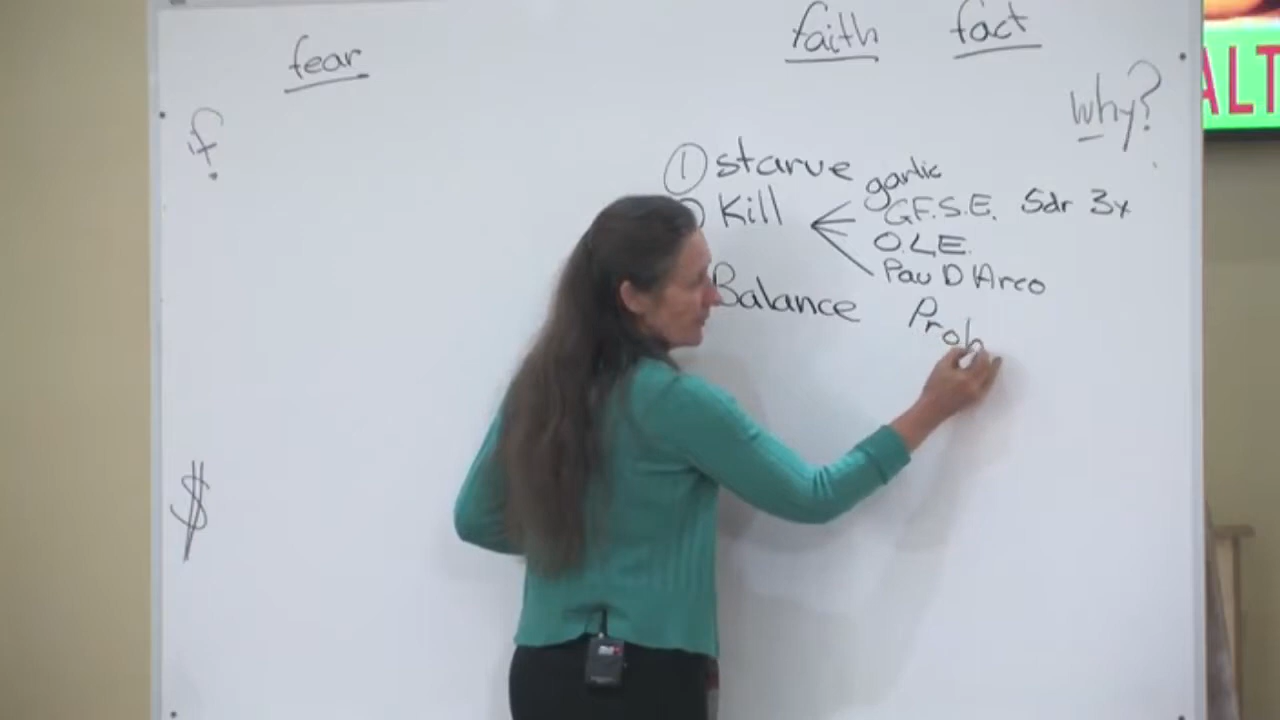 fear faith fact
if
why?
① starve
Kill garlic
G.F.S.E. 5dr 3x
O.L.E.
Pau D'Arco
Balance Prob
$
ALT